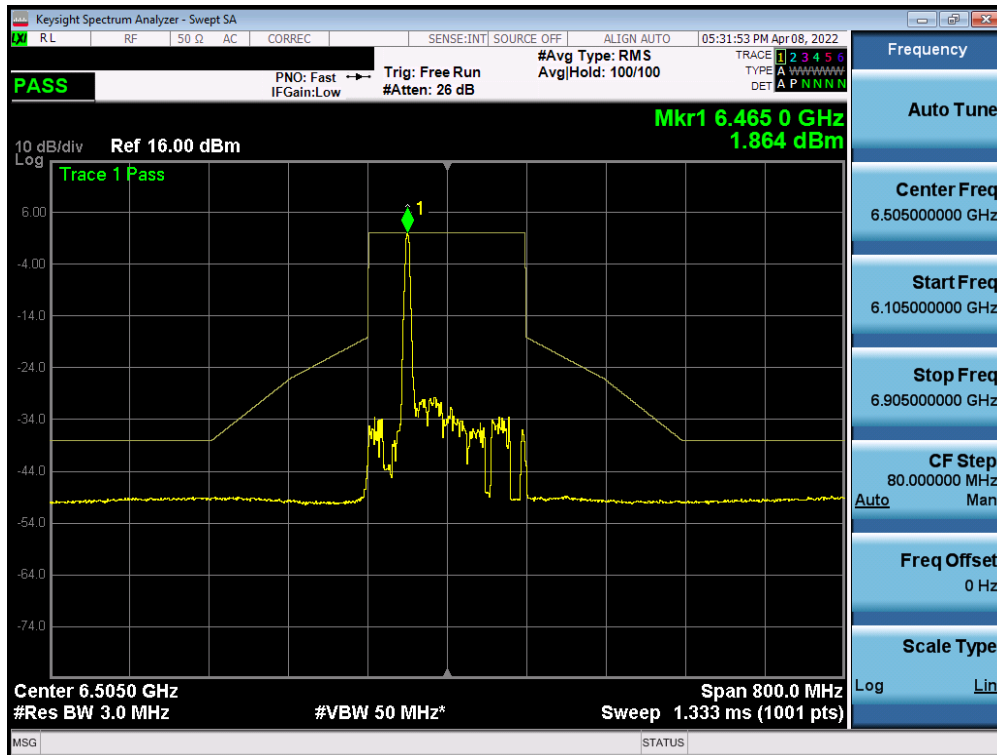 Keysight Spectrum Analyzer - Swept SA
LXI RL RF 50 Ω AC CORREC SENSE:INT SOURCE OFF ALIGN AUTO 05:31:53 PM Apr 08, 2022
PASS
PNO: Fast
IFGain:Low
Trig: Free Run
#Atten: 26 dB
#Avg Type: RMS
Avg|Hold: 100/100
TRACE 1 2 3 4 5 6
TYPE A WWWWW
DET A P N N N N
Mkr1 6.465 0 GHz
1.864 dBm
10 dB/div Ref 16.00 dBm
Log
Trace 1 Pass
1
6.00
-4.00
-14.0
-24.0
-34.0
-44.0
-54.0
-64.0
-74.0
Center 6.5050 GHz
Span 800.0 MHz
#Res BW 3.0 MHz
#VBW 50 MHz*
Sweep 1.333 ms (1001 pts)
MSG
STATUS
Frequency
Auto Tune
Center Freq
6.505000000 GHz
Start Freq
6.105000000 GHz
Stop Freq
6.905000000 GHz
CF Step
80.000000 MHz
Auto Man
Freq Offset
0 Hz
Scale Type
Log Lin